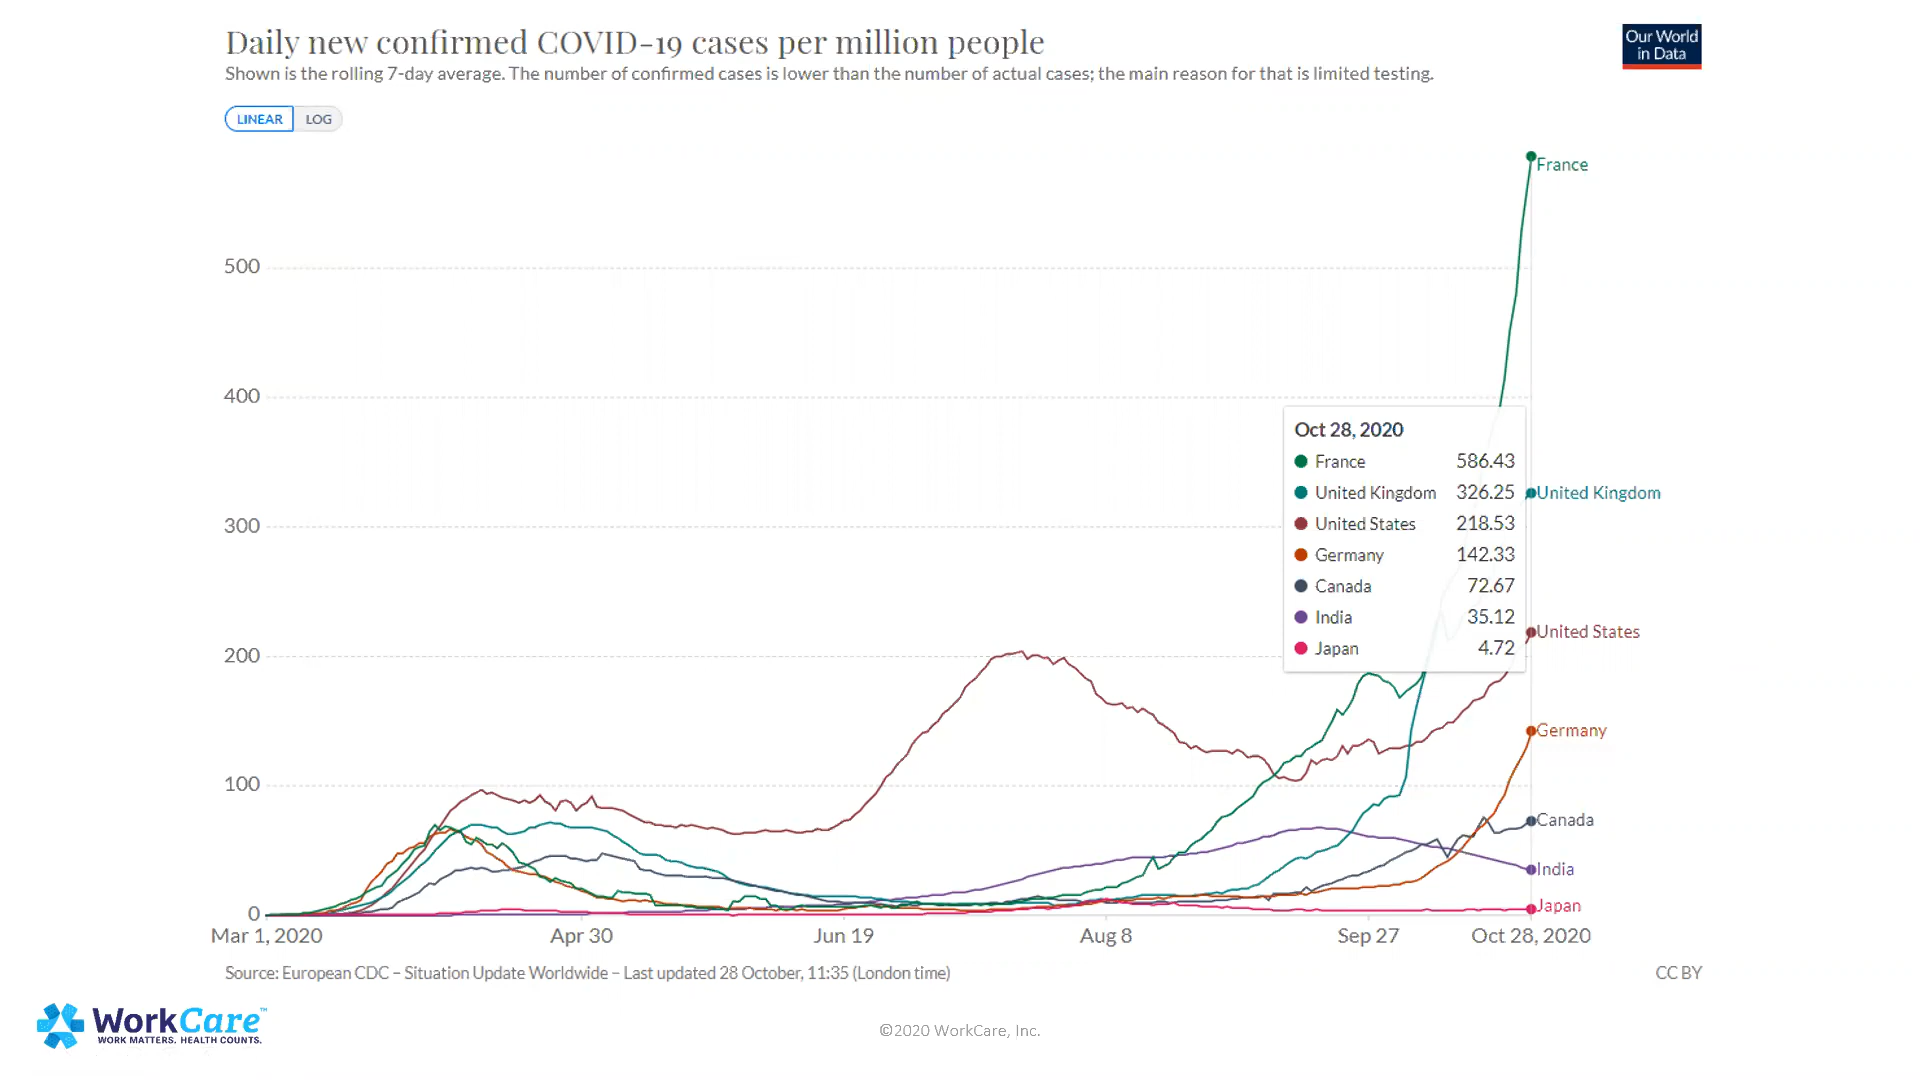 Daily new confirmed COVID-19 cases per million people
Shown is the rolling 7-day average. The number of confirmed cases is lower than the number of actual cases; the main reason for that is limited testing.
Our World
in Data
LINEAR LOG
France
500
400
Oct 28, 2020
France 586.43
United Kingdom 326.25
United Kingdom
300
United States 218.53
Germany 142.33
Canada 72.67
India 35.12
United States
200
Japan 4.72
Germany
100
Canada
India
Japan
0
Mar 1, 2020 Apr 30 Jun 19 Aug 8 Sep 27 Oct 28, 2020
Source: European CDC – Situation Update Worldwide – Last updated 28 October, 11:35 (London time) CC BY
WorkCare™
WORK MATTERS. HEALTH COUNTS.
©2020 WorkCare, Inc.